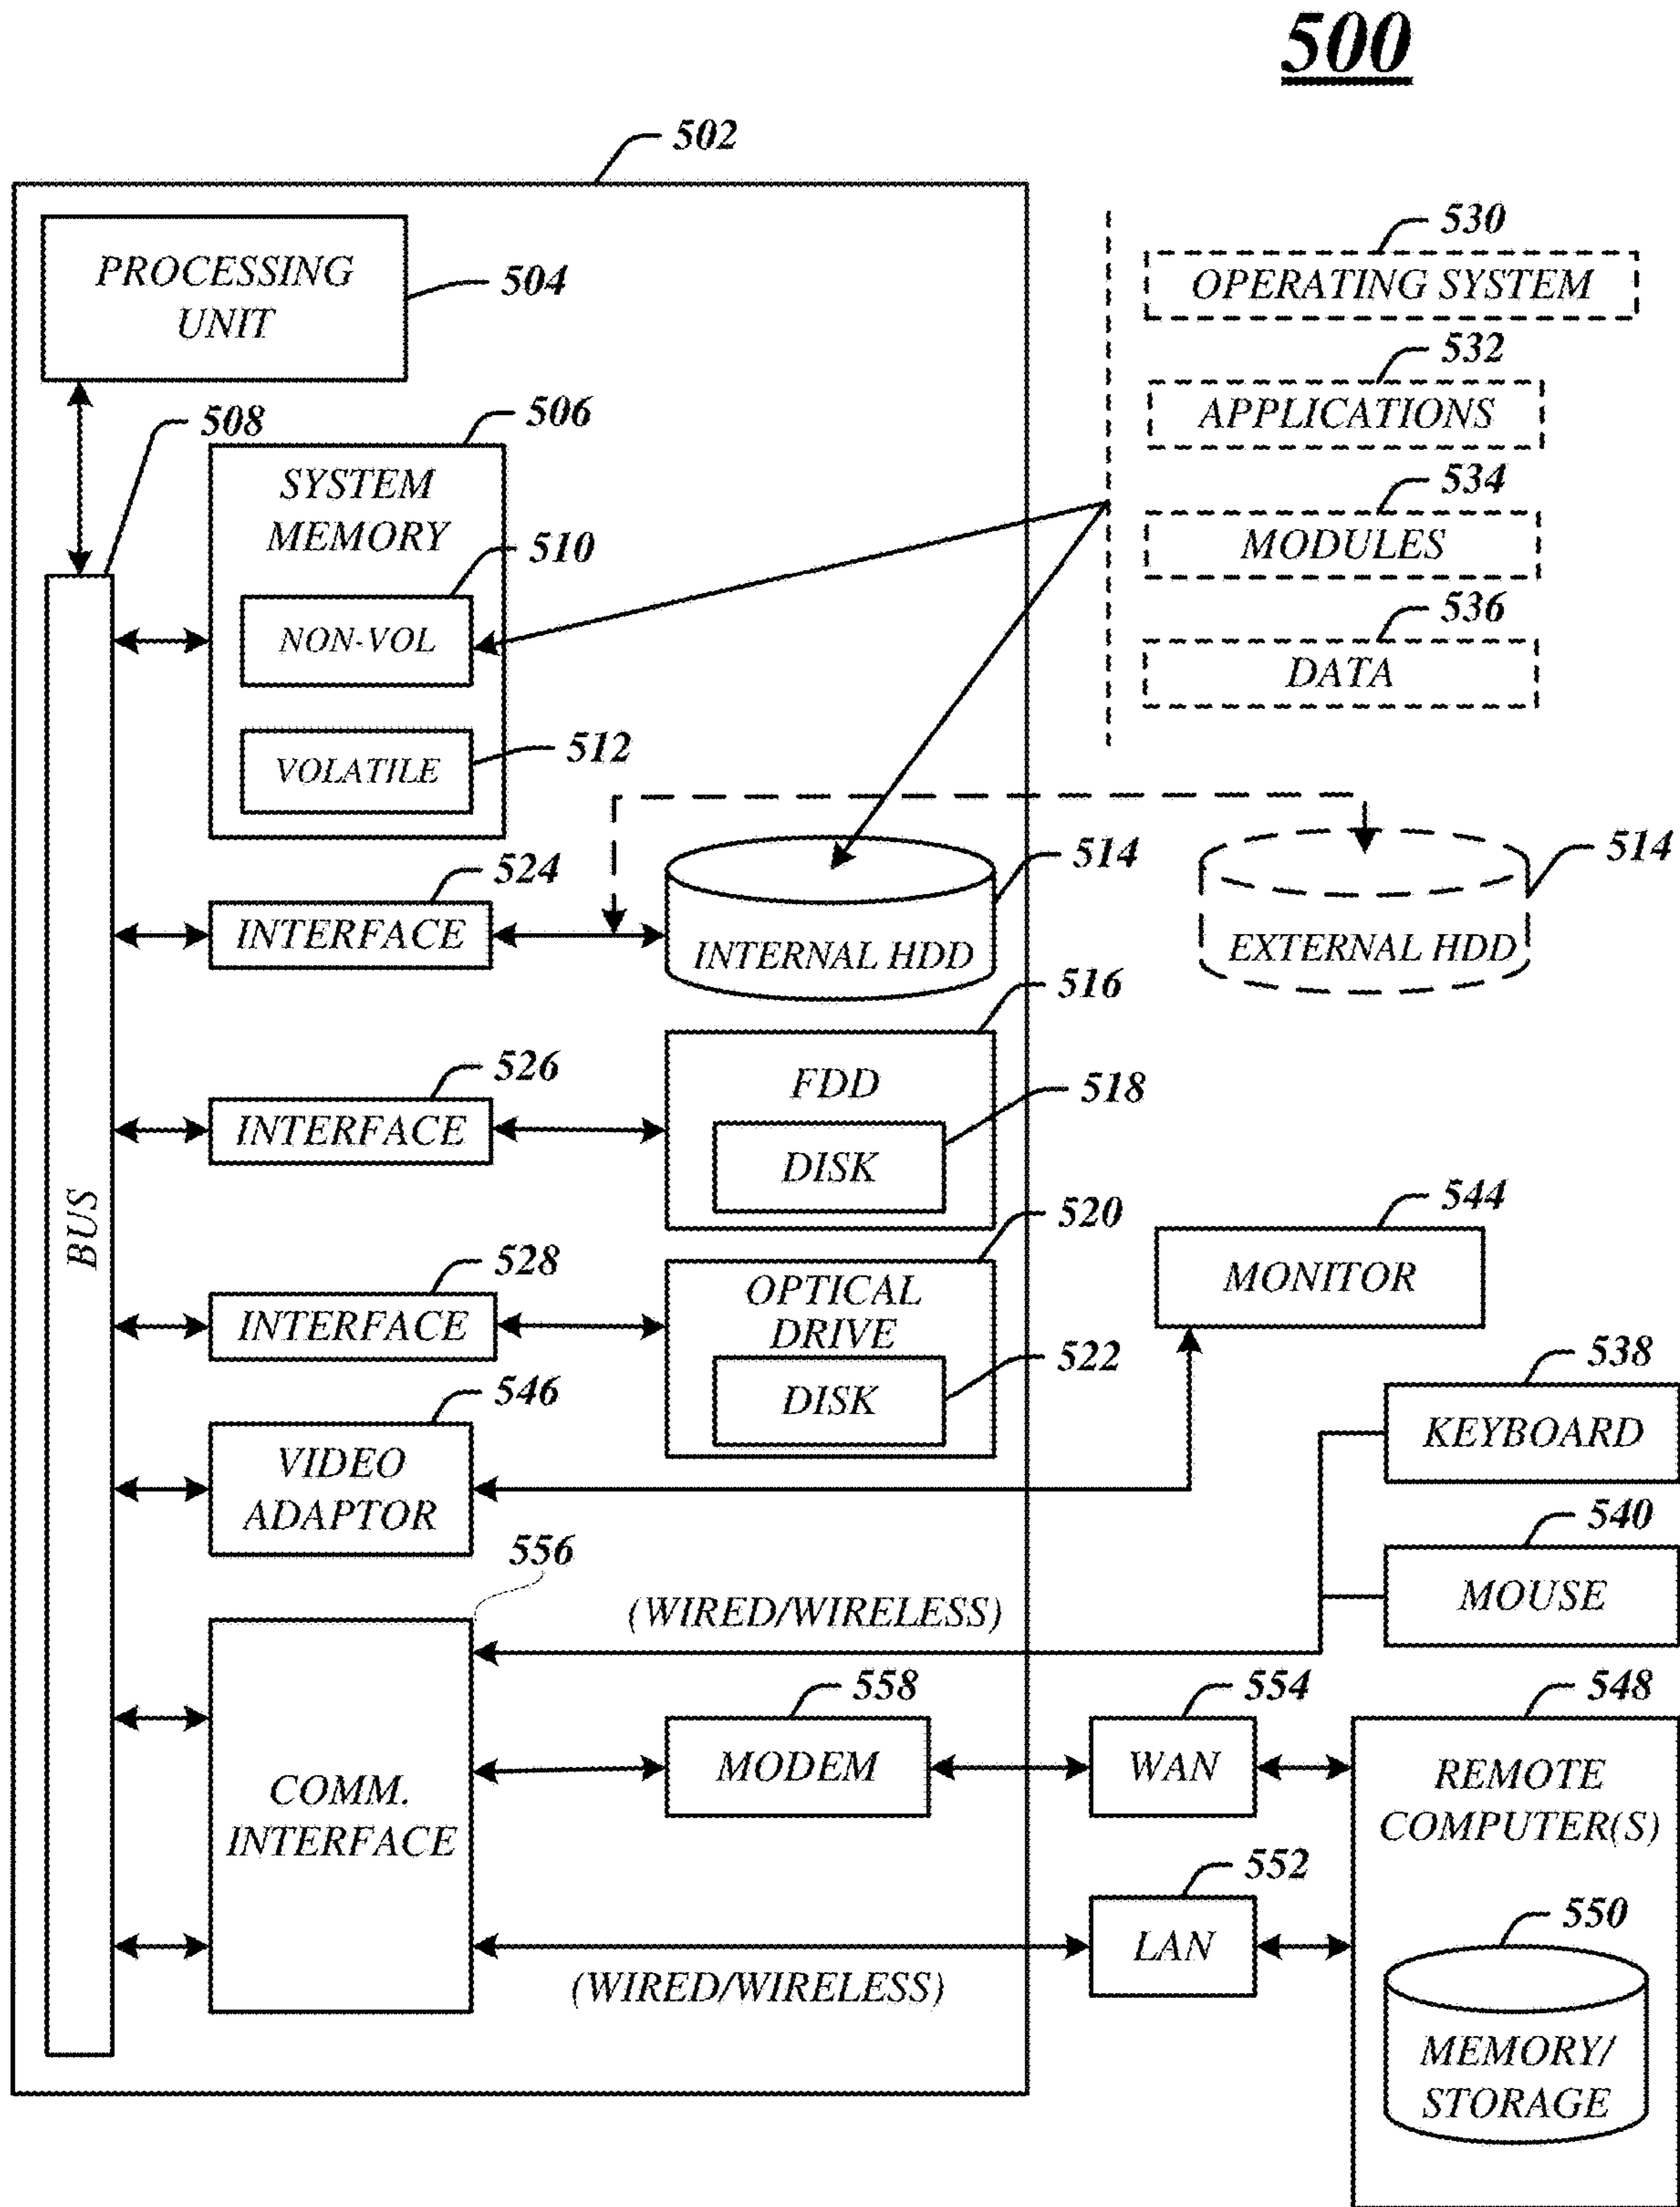 500
502
PROCESSING
UNIT
504
530
OPERATING SYSTEM
532
APPLICATIONS
534
MODULES
536
DATA
508
506
SYSTEM
MEMORY
510
NON-VOL
512
VOLATILE
524
INTERFACE
514
INTERNAL HDD
514
EXTERNAL HDD
516
FDD
518
DISK
526
INTERFACE
BUS
520
OPTICAL
DRIVE
522
DISK
528
INTERFACE
544
MONITOR
546
VIDEO
ADAPTOR
538
KEYBOARD
540
MOUSE
556
(WIRED/WIRELESS)
COMM.
INTERFACE
558
MODEM
554
WAN
548
REMOTE
COMPUTER(S)
552
LAN
(WIRED/WIRELESS)
550
MEMORY/
STORAGE